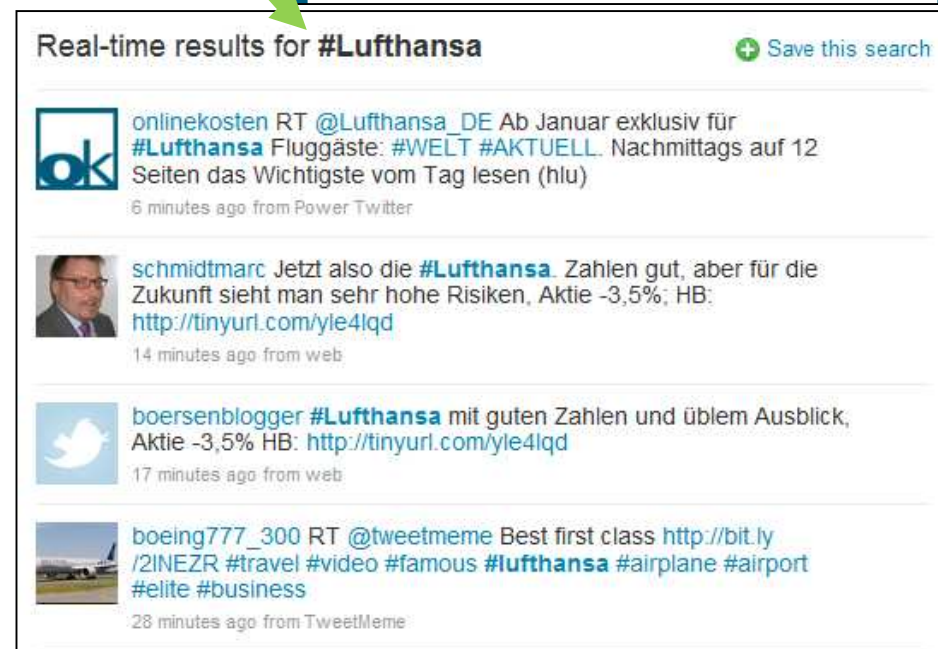 Real-time results for #Lufthansa
Save this search
ok
onlinekosten RT @Lufthansa_DE Ab Januar exklusiv für
#Lufthansa Fluggäste: #WELT #AKTUELL. Nachmittags auf 12
Seiten das Wichtigste vom Tag lesen (hlu)
6 minutes ago from Power Twitter
schmidtmarc Jetzt also die #Lufthansa. Zahlen gut, aber für die
Zukunft sieht man sehr hohe Risiken, Aktie -3,5%; HB:
http://tinyurl.com/yle4lqd
14 minutes ago from web
boersenblogger #Lufthansa mit guten Zahlen und üblem Ausblick,
Aktie -3,5% HB: http://tinyurl.com/yle4lqd
17 minutes ago from web
boeing777_300 RT @tweetmeme Best first class http://bit.ly
/2INEZR #travel #video #famous #lufthansa #airplane #airport
#elite #business
28 minutes ago from TweetMeme